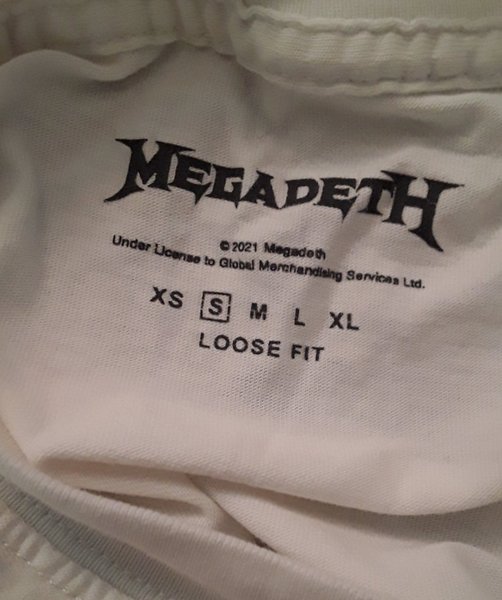 MEGADETH
© 2021 Megadeth
Under License to Global Merchandising Services Ltd.
XS S M L XL
LOOSE FIT